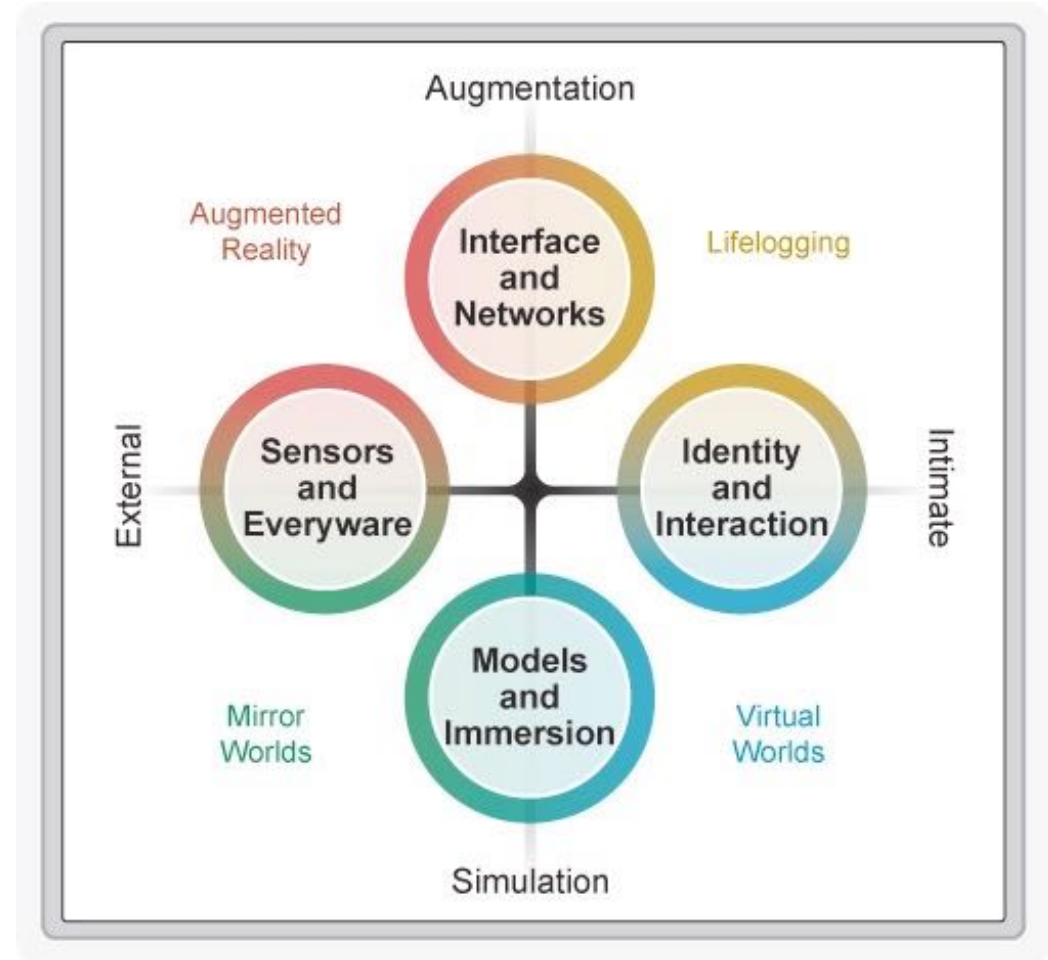 Augmentation
Augmented
Reality
Interface
and
Networks
Lifelogging
External
Sensors
and
Everyware
Identity
and
Interaction
Intimate
Models
and
Immersion
Mirror
Worlds
Virtual
Worlds
Simulation